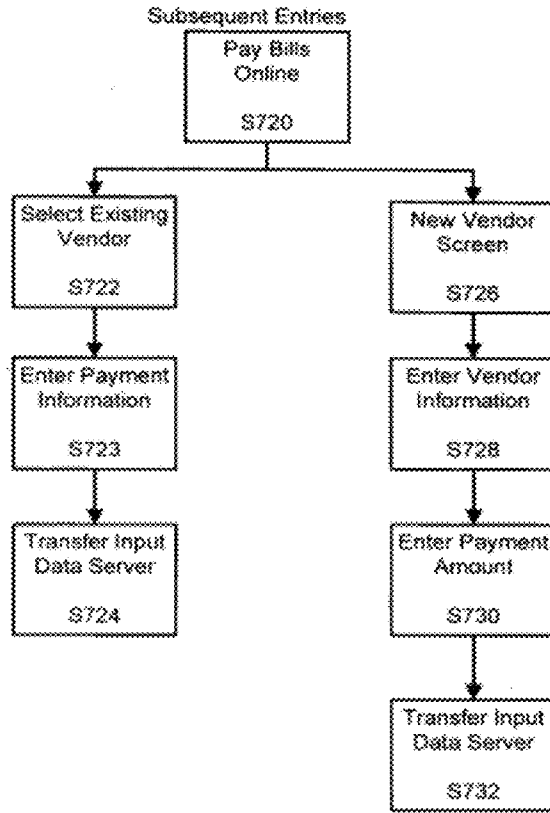 Subsequent Entries
Pay Bills
Online
S720
Select Existing
Vendor
S722
Enter Payment
Information
S723
Transfer Input
Data Server
S724
New Vendor
Screen
S726
Enter Vendor
Information
S728
Enter Payment
Amount
S730
Transfer Input
Data Server
S732